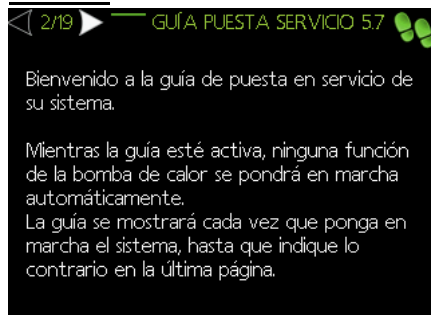 2/19 GUÍA PUESTA SERVICIO 5.7
Bienvenido a la guía de puesta en servicio de
su sistema.
Mientras la guía esté activa, ninguna función
de la bomba de calor se pondrá en marcha
automáticamente.
La guía se mostrará cada vez que ponga en
marcha el sistema, hasta que indique lo
contrario en la última página.